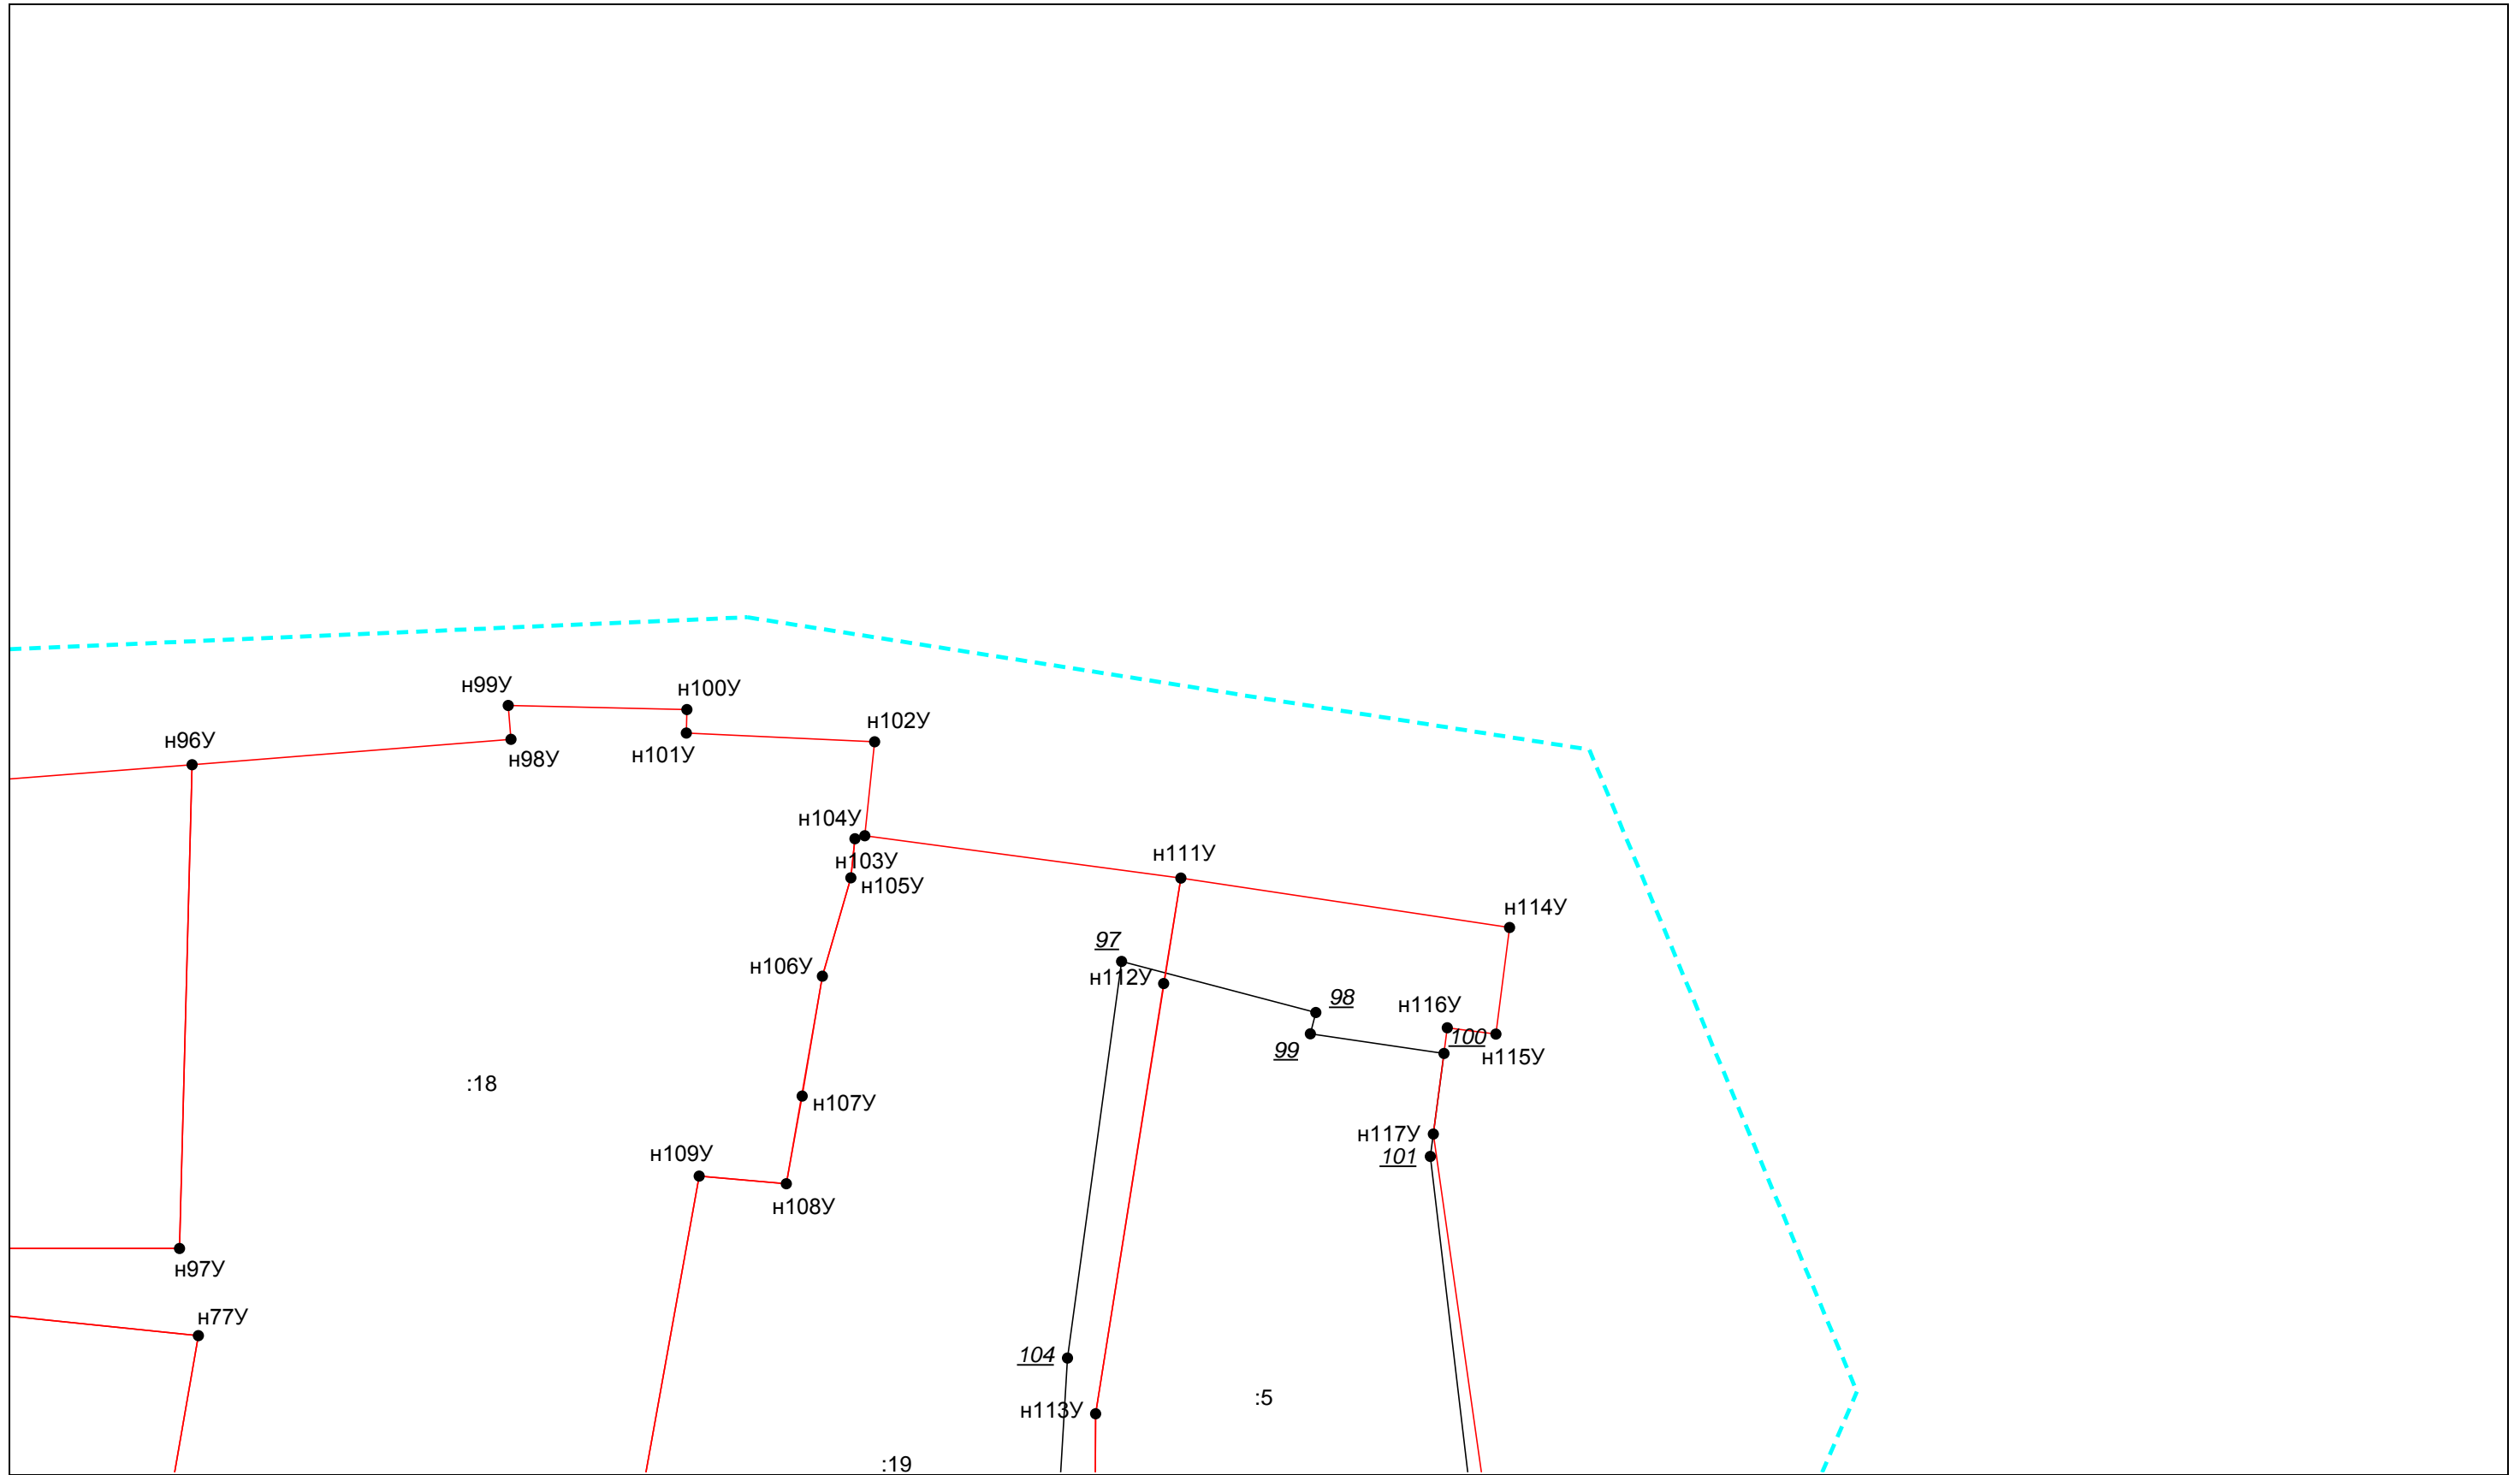 н99У
н100У
н102У
н96У
н101У
н98У
н104У
н103У
н111У
н105У
н114У
97
н106У
н112У
98
н116У
100
99
н115У
:18
н107У
н117У
н109У
101
н108У
н97У
н77У
104
:5
н113У
:19